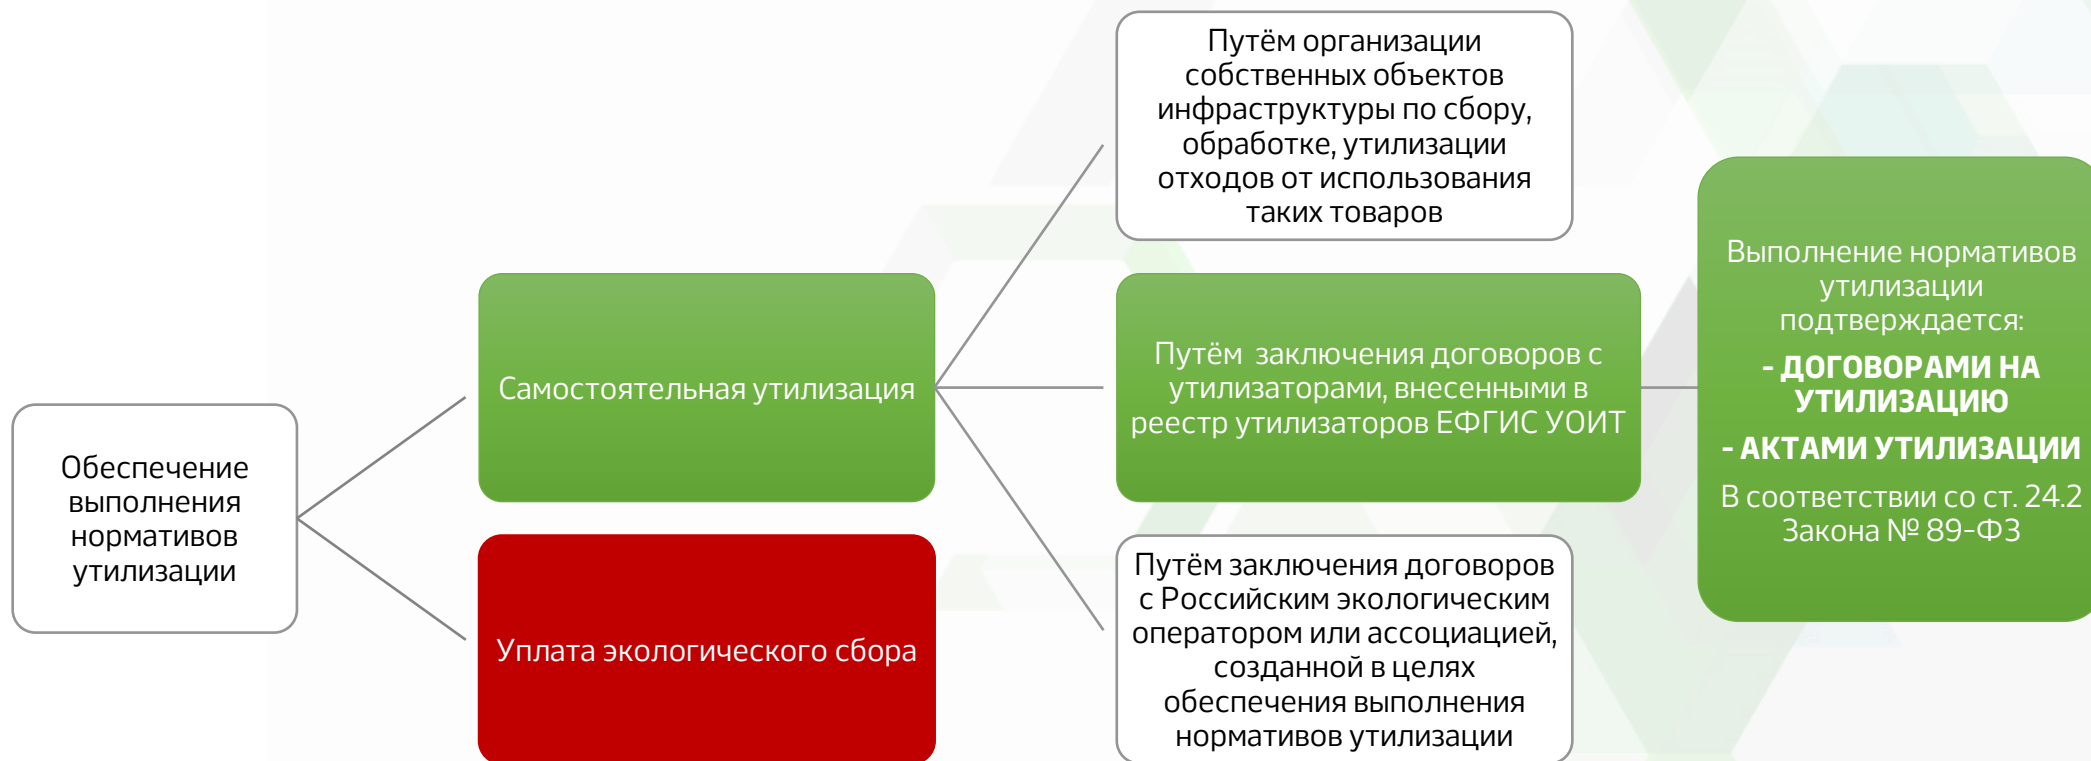 Обеспечение
выполнения
нормативов
утилизации
Самостоятельная утилизация
Уплата экологического сбора
Путём организации
собственных объектов
инфраструктуры по сбору,
обработке, утилизации
отходов от использования
таких товаров
Путём  заключения договоров с
утилизаторами, внесенными в
реестр утилизаторов ЕФГИС УОИТ
Путём заключения договоров
с Российским экологическим
оператором или ассоциацией,
созданной в целях
обеспечения выполнения
нормативов утилизации
Выполнение нормативов
утилизации
подтверждается:
- ДОГОВОРАМИ НА
УТИЛИЗАЦИЮ
- АКТАМИ УТИЛИЗАЦИИ
В соответствии со ст. 24.2
Закона № 89-ФЗ